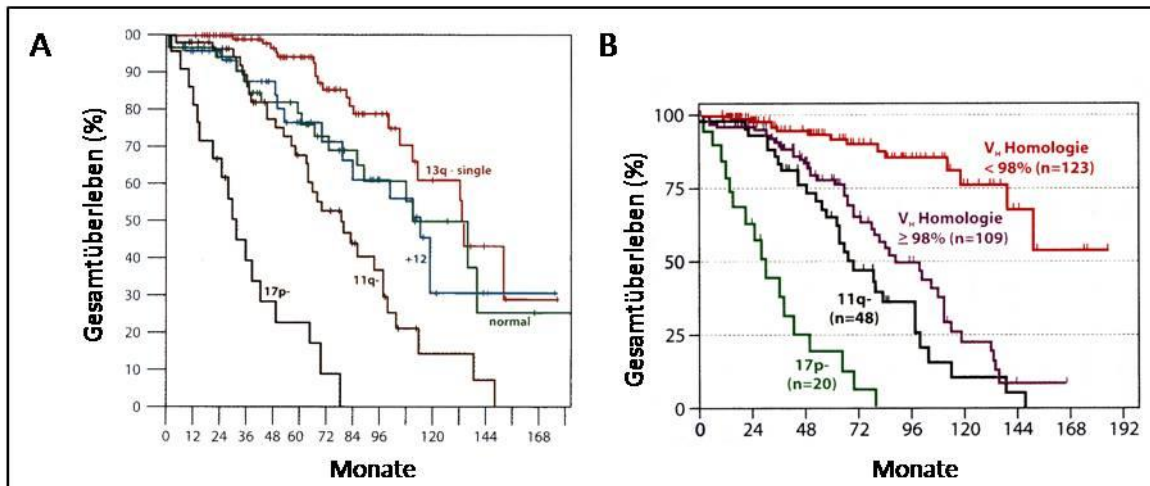 A
Gesamtüberleben (%)
00
90
80
70
60
50
40
30
20
10
0
13q - single
+12
11q-
17p-
normal
0 12 24 36 48 60 72 84 96 120 144 168
Monate
B
Gesamtüberleben (%)
100
75
50
25
0
VH Homologie
< 98% (n=123)
VH Homologie
≥ 98% (n=109)
11q-
(n=48)
17p-
(n=20)
0 24 48 72 96 120 144 168 192
Monate